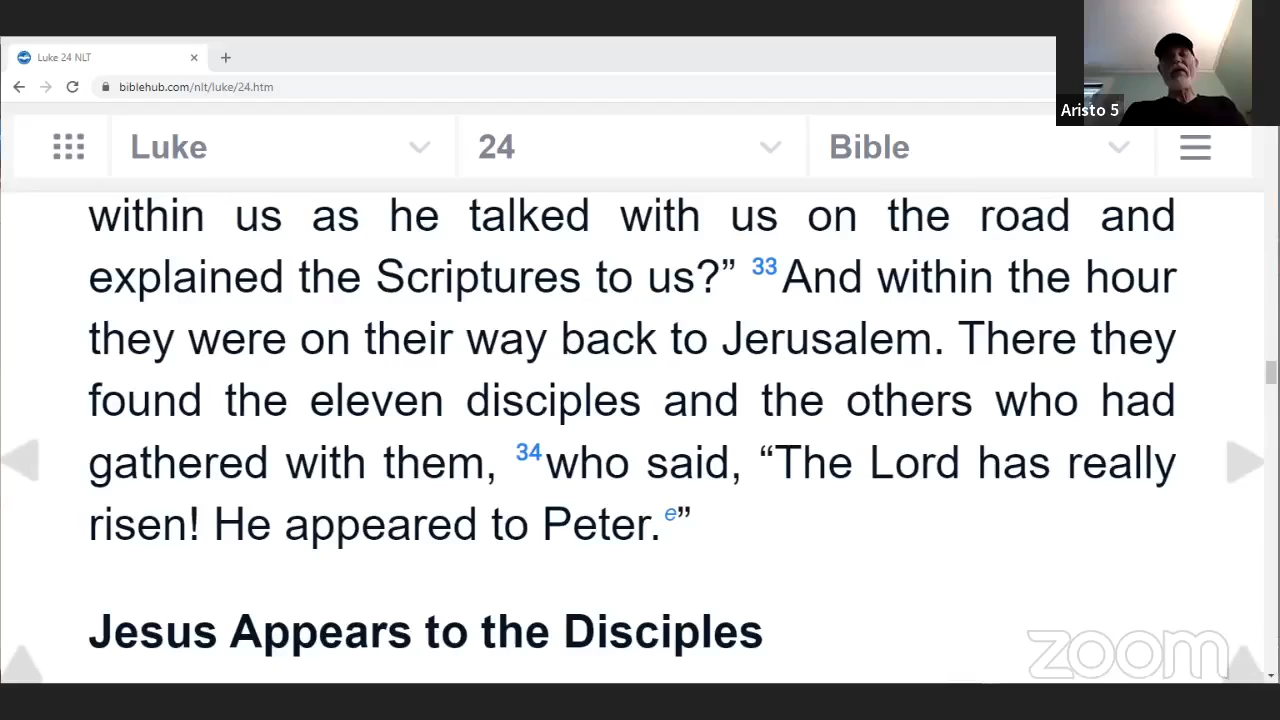 Luke 24 NLT
biblehub.com/nlt/luke/24.htm
Aristo 5
Luke 24 Bible
within us as he talked with us on the road and
explained the Scriptures to us?” 33 And within the hour
they were on their way back to Jerusalem. There they
found the eleven disciples and the others who had
gathered with them, 34 who said, “The Lord has really
risen! He appeared to Peter.e”
Jesus Appears to the Disciples
zoom